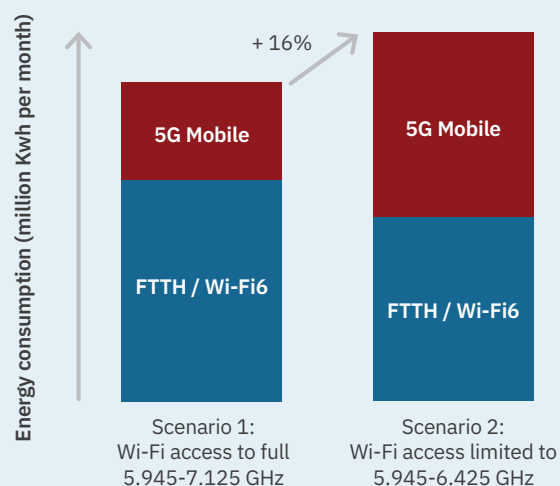 Energy consumption (million Kwh per month)
+ 16%
5G Mobile
FTTH / Wi-Fi6
5G Mobile
FTTH / Wi-Fi6
Scenario 1:
Wi-Fi access to full
5.945-7.125 GHz
Scenario 2:
Wi-Fi access limited to
5.945-6.425 GHz